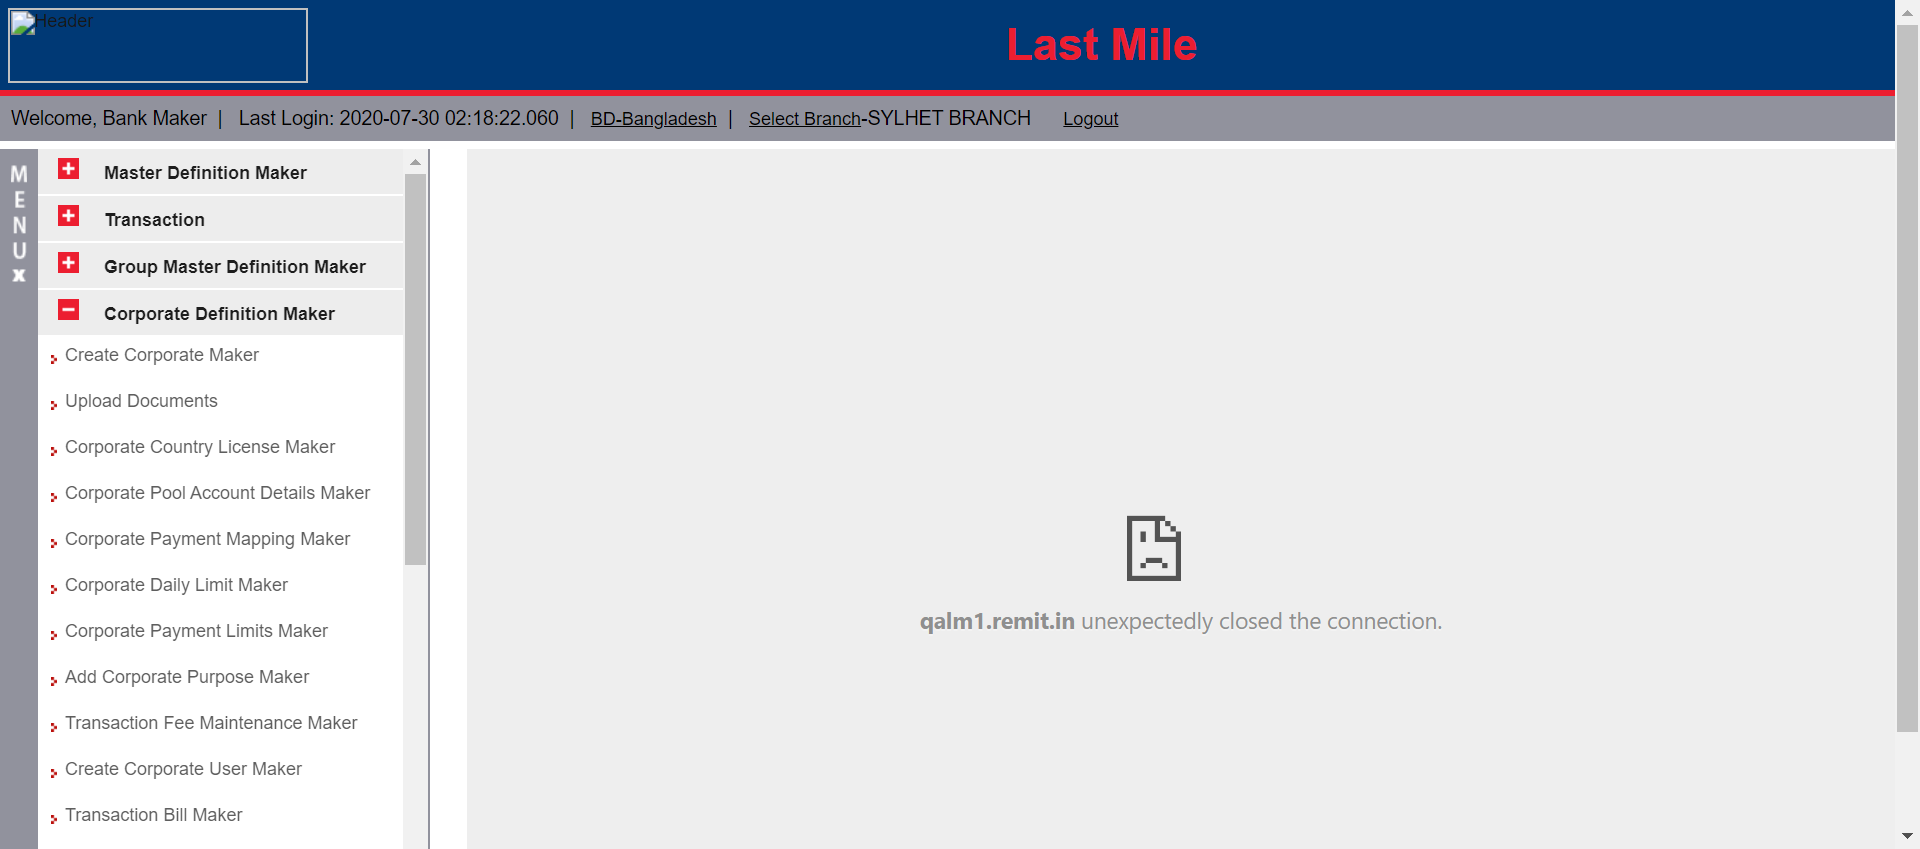 Header
Last Mile
Welcome, Bank Maker | Last Login: 2020-07-30 02:18:22.060 | BD-Bangladesh | Select Branch-SYLHET BRANCH Logout
MENU x
Master Definition Maker
Transaction
Group Master Definition Maker
Corporate Definition Maker
Create Corporate Maker
Upload Documents
Corporate Country License Maker
Corporate Pool Account Details Maker
Corporate Payment Mapping Maker
Corporate Daily Limit Maker
Corporate Payment Limits Maker
Add Corporate Purpose Maker
Transaction Fee Maintenance Maker
Create Corporate User Maker
Transaction Bill Maker
qalm1.remit.in unexpectedly closed the connection.